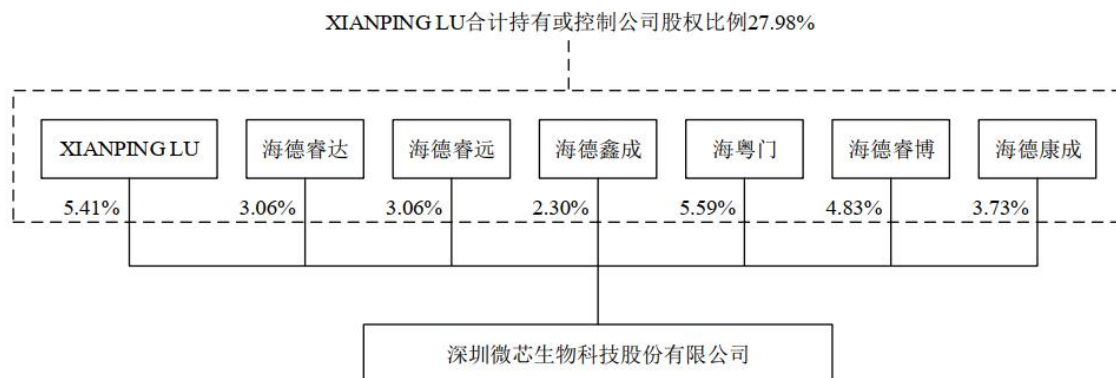 XIANPING LU合计持有或控制公司股权比例27.98%
XIANPING LU 海德睿达 海德睿远 海德鑫成 海粤门 海德睿博 海德康成
5.41% 3.06% 3.06% 2.30% 5.59% 4.83% 3.73%
深圳微芯生物科技股份有限公司